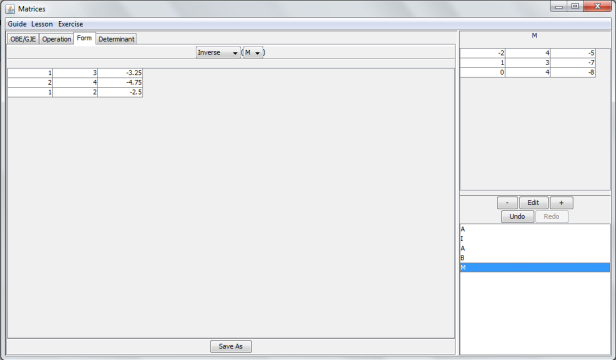 Matrices
Guide Lesson Exercise
OBE/GJE Operation Form Determinant
Inverse ( M )
1 3 -3.25
2 4 -4.75
1 2 -2.5
Save As
M
-2 4 -5
1 3 -7
0 4 -8
- Edit +
Undo Redo
A
I
A
B
M